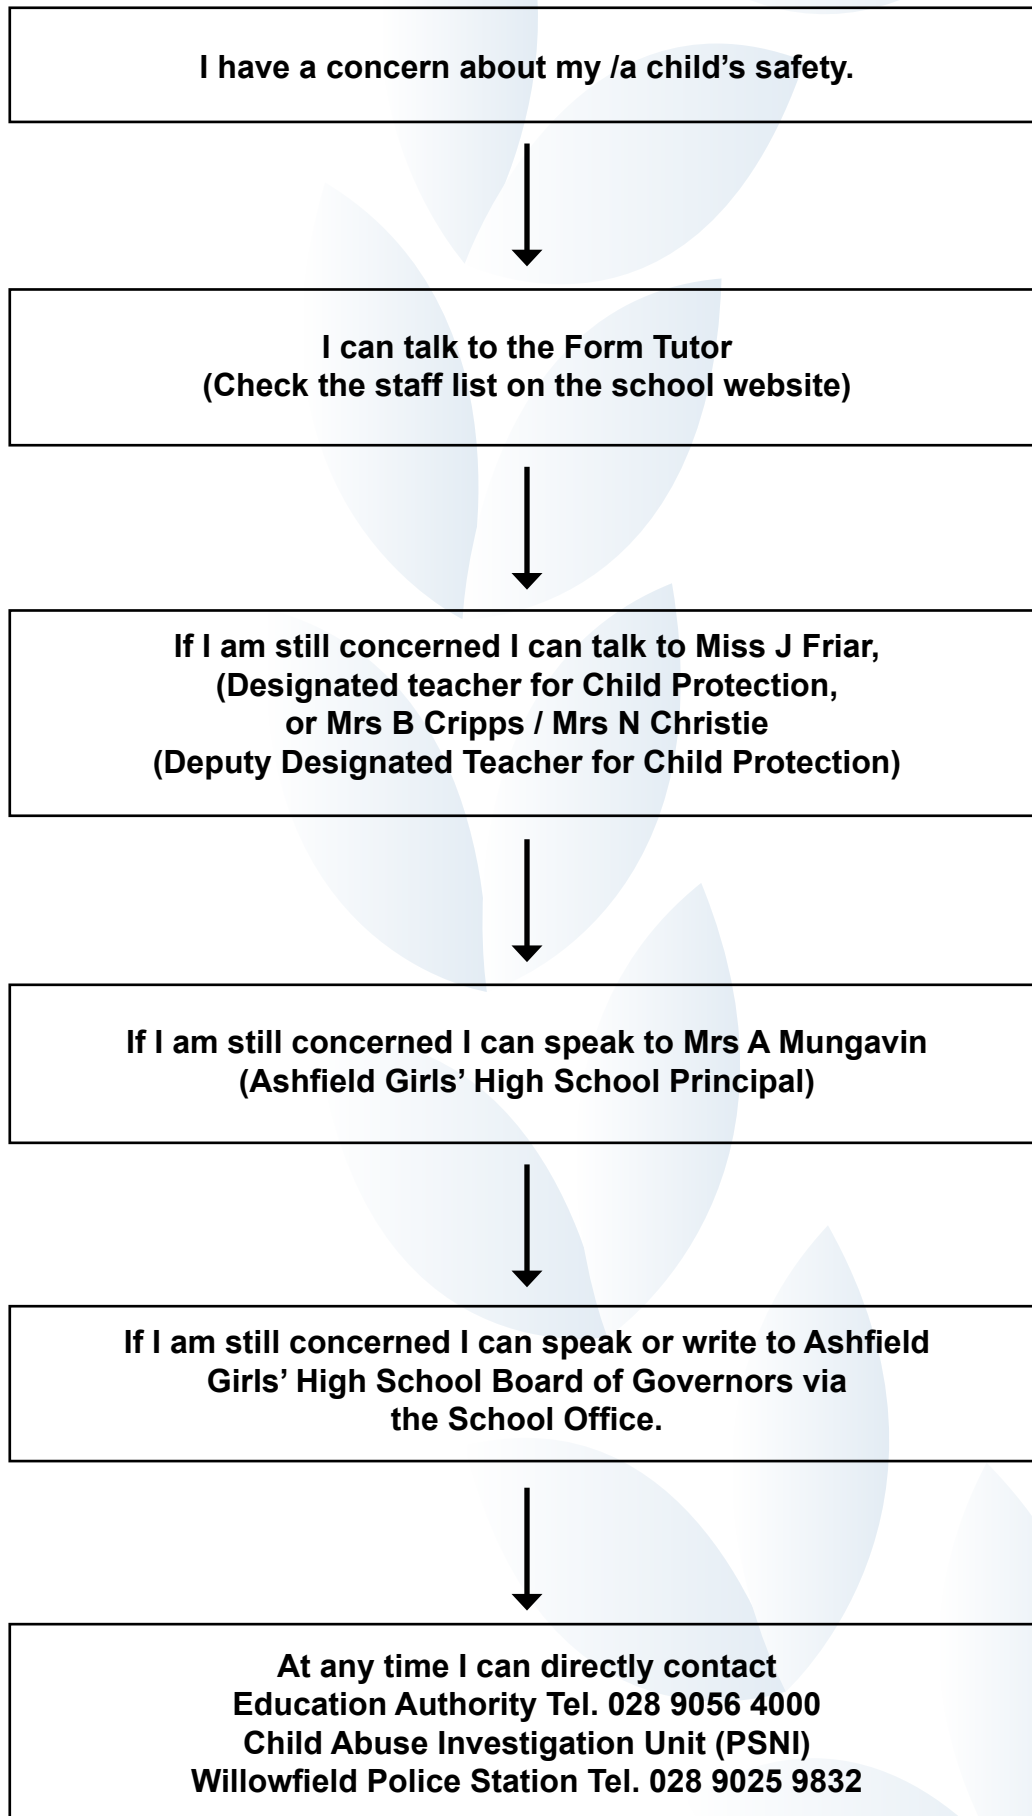 I have a concern about my /a child’s safety.
I can talk to the Form Tutor
(Check the staff list on the school website)
If I am still concerned I can talk to Miss J Friar,
(Designated teacher for Child Protection,
or Mrs B Cripps / Mrs N Christie
(Deputy Designated Teacher for Child Protection)
If I am still concerned I can speak to Mrs A Mungavin
(Ashfield Girls’ High School Principal)
If I am still concerned I can speak or write to Ashfield
Girls’ High School Board of Governors via
the School Office.
At any time I can directly contact
Education Authority Tel. 028 9056 4000
Child Abuse Investigation Unit (PSNI)
Willowfield Police Station Tel. 028 9025 9832